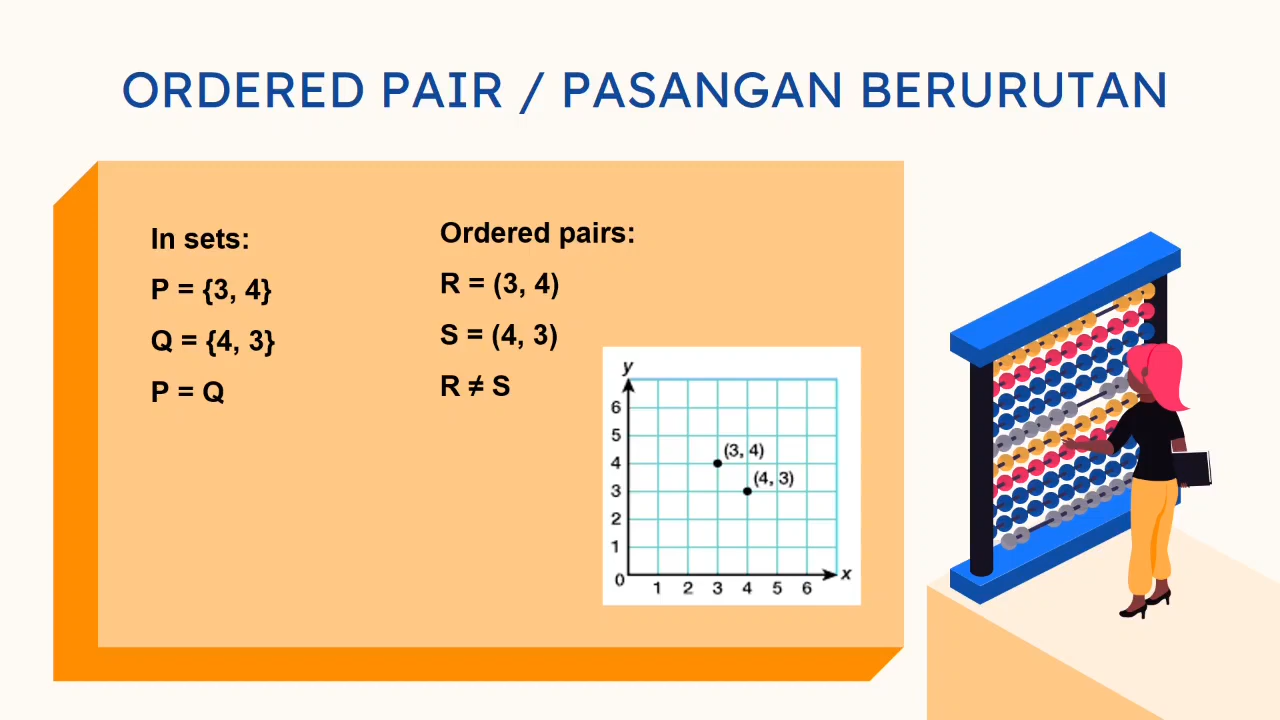 ORDERED PAIR / PASANGAN BERURUTAN
In sets:
P = {3, 4}
Q = {4, 3}
P = Q
Ordered pairs:
R = (3, 4)
S = (4, 3)
R ≠ S
y
6
5
4
3
2
1
0
(3, 4)
(4, 3)
1 2 3 4 5 6
x